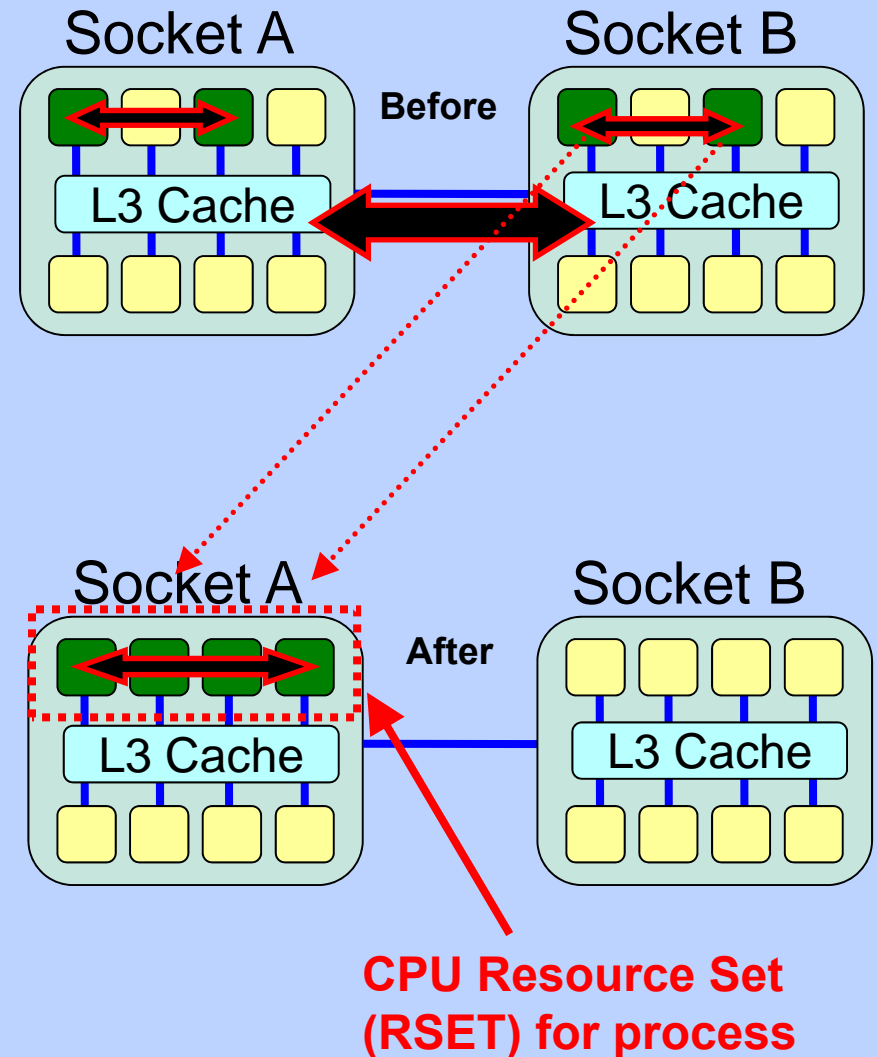 Socket A
Socket B
Before
L3 Cache
L3 Cache
Socket A
Socket B
After
L3 Cache
L3 Cache
CPU Resource Set
(RSET) for process